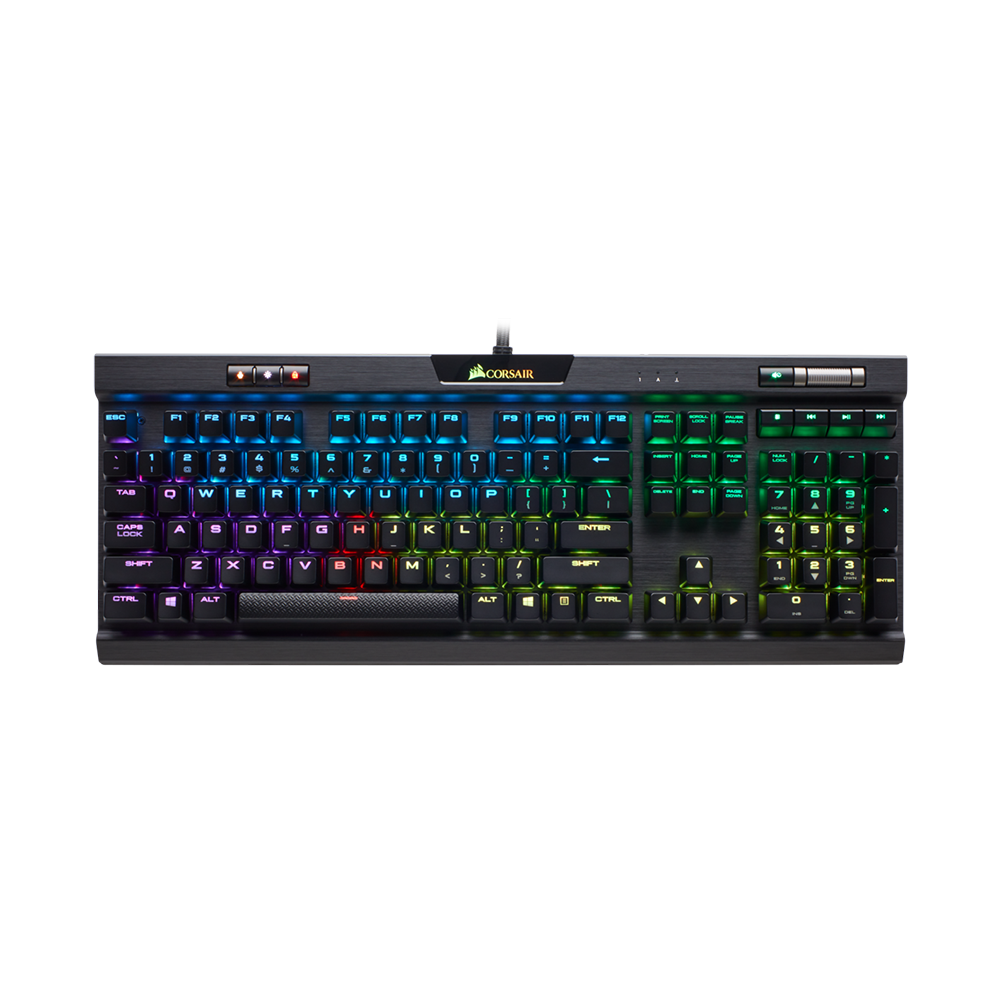 CORSAIR
ESC F1 F2 F3 F4 F5 F6 F7 F8 F9 F10 F11 F12 PRINT SCREEN SCROLL LOCK PAUSE BREAK
1 2 3 4 5 6 7 8 9 0 - = INSERT HOME PAGE UP NUM LOCK / - *
@ # $ % ^ & * ( ) _ +
TAB Q W E R T Y U I O P [ ] \ DELETE END PAGE DOWN 7 8 9 +
{ } | HOME ▲ PG UP
CAPS LOCK A S D F G H J K L ; ' ENTER 4 5 6
: " ◀ ▶
SHIFT Z X C V B N M , . / SHIFT ▲ 1 2 3 ENTER
< > ? END ▼ PG DWN
CTRL ALT ALT CTRL ◀ ▼ ▶ 0 .
INS DEL